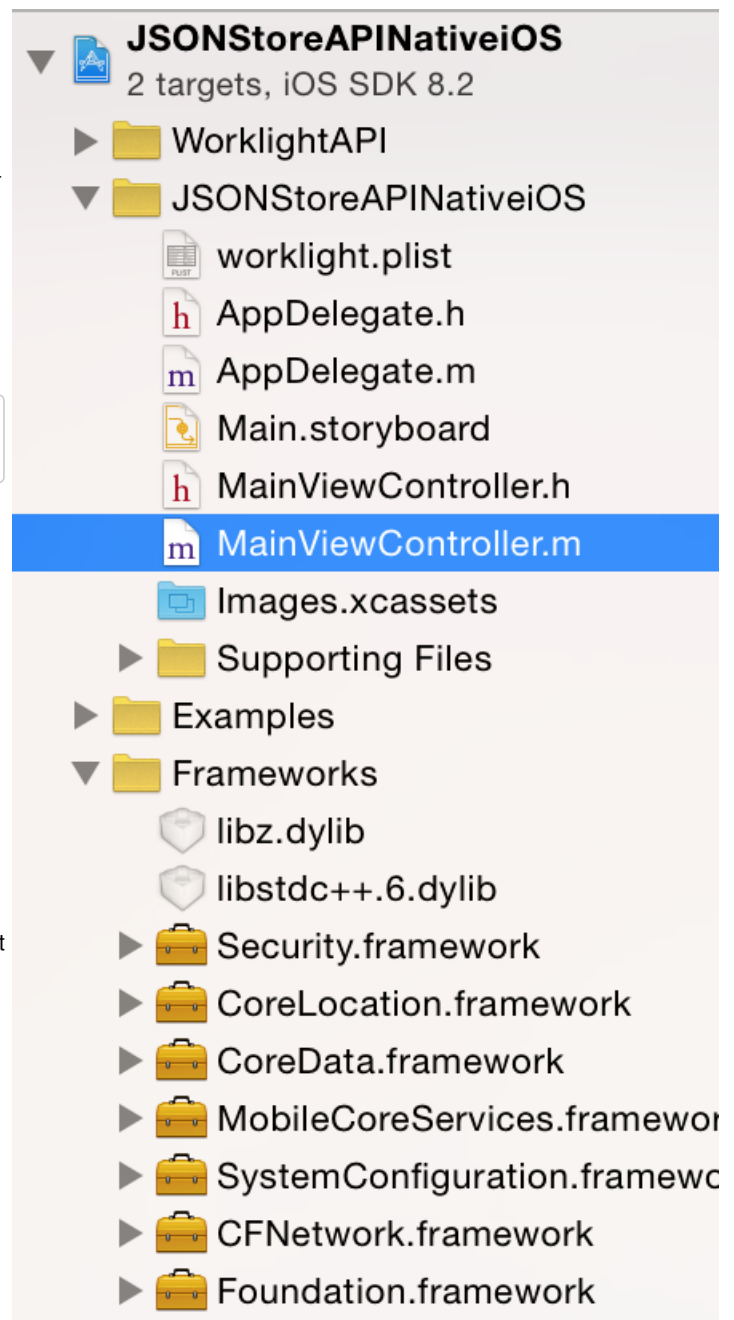 JSONStoreAPINativeiOS
2 targets, iOS SDK 8.2
WorklightAPI
JSONStoreAPINativeiOS
PLIST worklight.plist
h AppDelegate.h
m AppDelegate.m
Main.storyboard
h MainViewController.h
m MainViewController.m
Images.xcassets
Supporting Files
Examples
Frameworks
libz.dylib
libstdc++.6.dylib
t
Security.framework
CoreLocation.framework
CoreData.framework
MobileCoreServices.framewor
SystemConfiguration.framewo
CFNetwork.framework
Foundation.framework